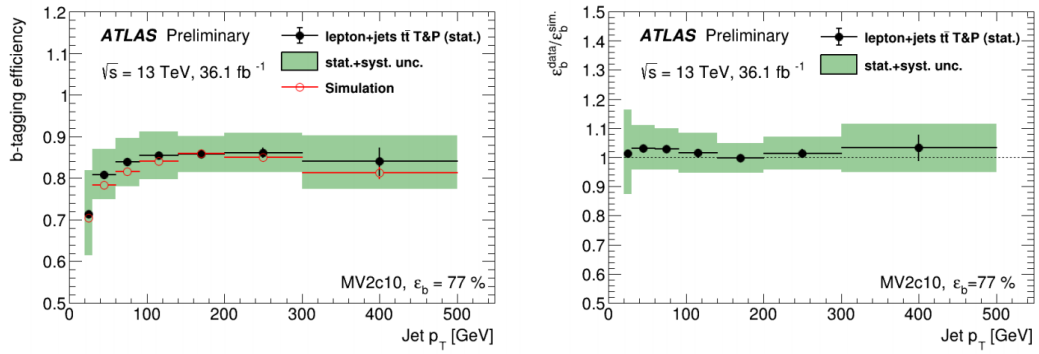 b-tagging efficiency
1.2
1.1
1
0.9
0.8
0.7
0.6
0.5
ATLAS Preliminary
√s = 13 TeV, 36.1 fb⁻¹
lepton+jets tt̄ T&P (stat.)
stat.+syst. unc.
Simulation
MV2c10, ε_b = 77 %
0 100 200 300 400 500
Jet p_T [GeV]
ε_b^data/ε_b^sim.
1.5
1.4
1.3
1.2
1.1
1
0.9
0.8
0.7
0.6
0.5
ATLAS Preliminary
√s = 13 TeV, 36.1 fb⁻¹
lepton+jets tt̄ T&P (stat.)
stat.+syst. unc.
MV2c10, ε_b=77 %
0 100 200 300 400 500
Jet p_T [GeV]